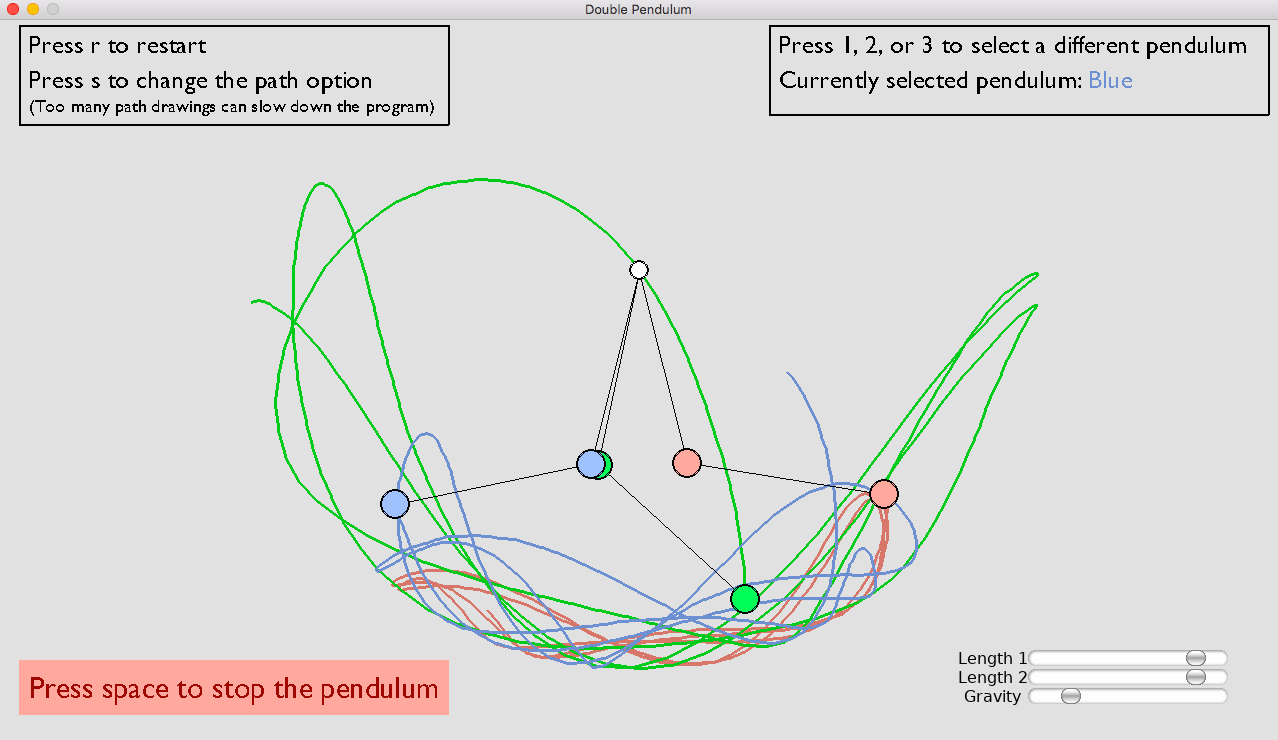 Double Pendulum
Press r to restart
Press s to change the path option
(Too many path drawings can slow down the program)
Press 1, 2, or 3 to select a different pendulum
Currently selected pendulum: Blue
Press space to stop the pendulum
Length 1
Length 2
Gravity